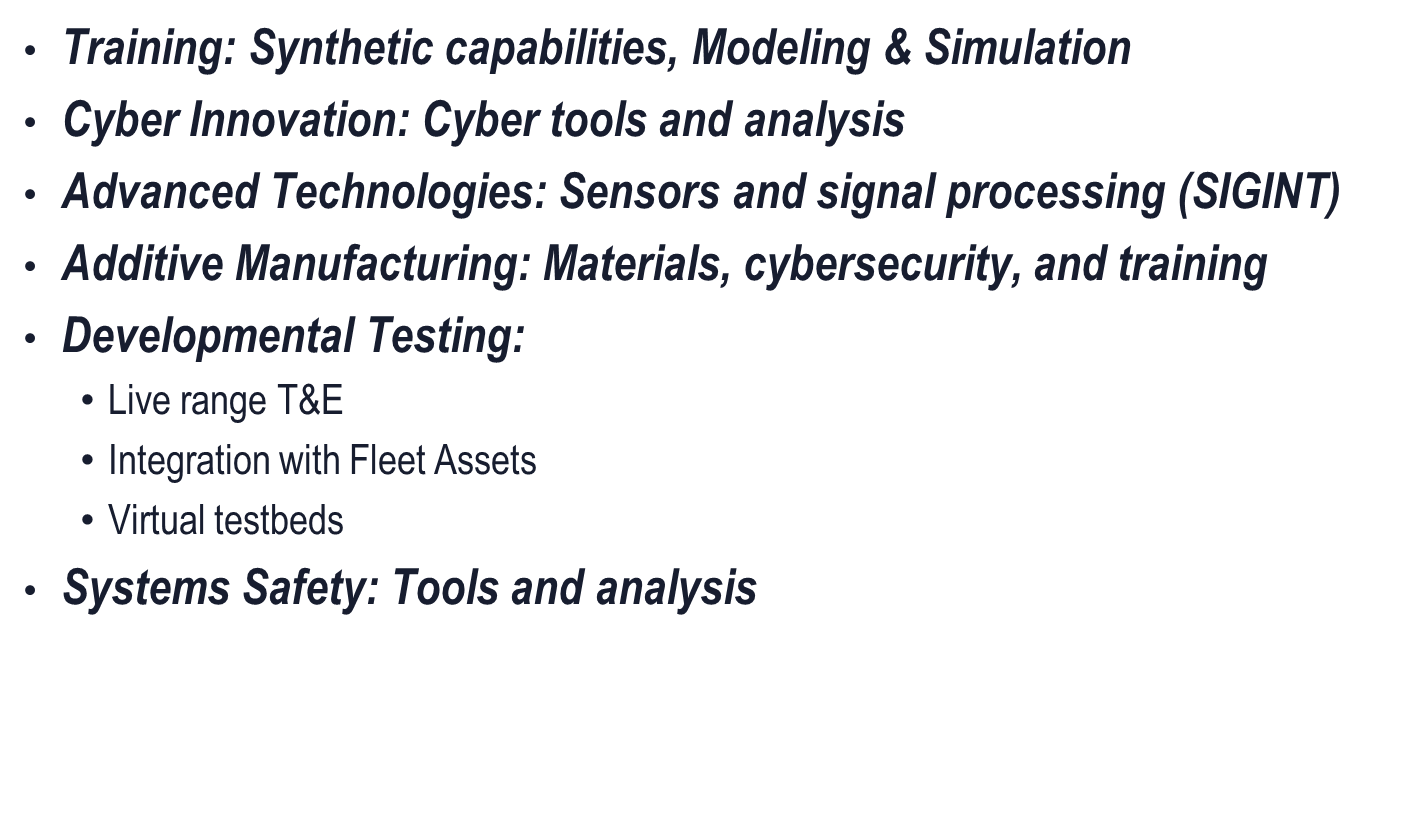 • Training: Synthetic capabilities, Modeling & Simulation
• Cyber Innovation: Cyber tools and analysis
• Advanced Technologies: Sensors and signal processing (SIGINT)
• Additive Manufacturing: Materials, cybersecurity, and training
• Developmental Testing:
• Live range T&E
• Integration with Fleet Assets
• Virtual testbeds
• Systems Safety: Tools and analysis